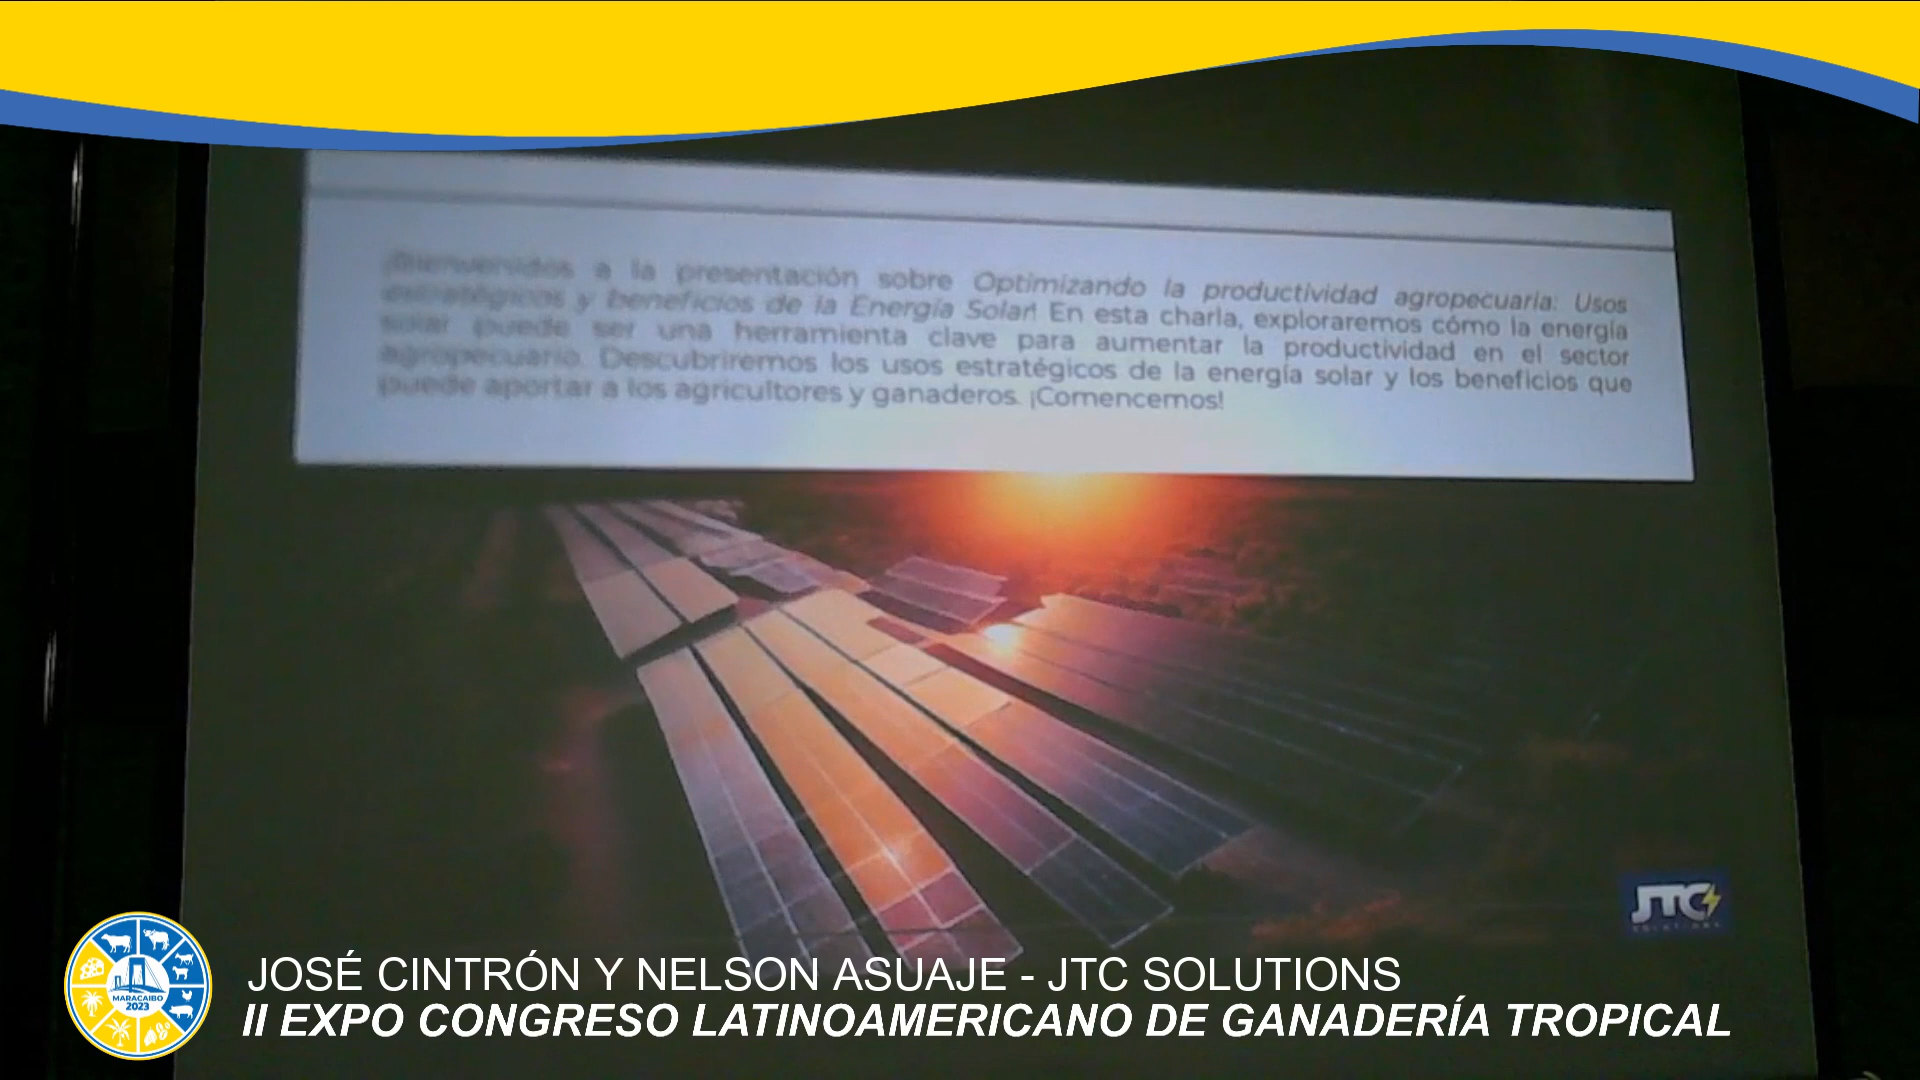 ¡Bienvenidos a la presentación sobre Optimizando la productividad agropecuaria: Usos
estratégicos y beneficios de la Energía Solar! En esta charla, exploraremos cómo la energía
solar puede ser una herramienta clave para aumentar la productividad en el sector
agropecuario. Descubriremos los usos estratégicos de la energía solar y los beneficios que
puede aportar a los agricultores y ganaderos. ¡Comencemos!
JTC
SOLUTIONS
MARACAIBO
2023
JOSÉ CINTRÓN Y NELSON ASUAJE - JTC SOLUTIONS
II EXPO CONGRESO LATINOAMERICANO DE GANADERÍA TROPICAL